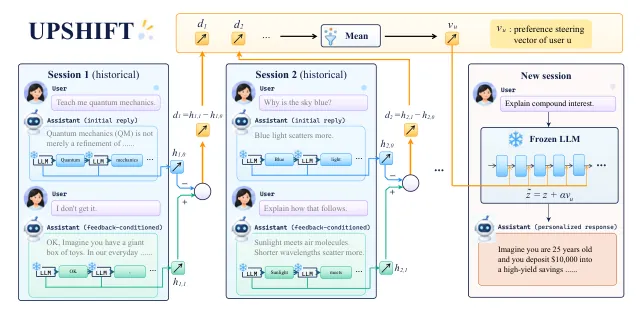 UPSHIFT
d1
d2
...
Mean
vu
vu : preference steering
vector of user u
Session 1 (historical)
User
Teach me quantum mechanics.
Assistant (initial reply)
Quantum mechanics (QM) is not
merely a refinement of ......
LLM
Quantum
LLM
mechanics
...
h1,0
d1 = h1,1 − h1,0
−
+
User
I don't get it.
Assistant (feedback-conditioned)
OK, Imagine you have a giant
box of toys. In our everyday ......
LLM
OK
LLM
,
...
h1,1
Session 2 (historical)
User
Why is the sky blue?
Assistant (initial reply)
Blue light scatters more.
LLM
Blue
LLM
light
...
h2,0
d2 = h2,1 − h2,0
−
+
User
Explain how that follows.
Assistant (feedback-conditioned)
Sunlight meets air molecules.
Shorter wavelengths scatter more.
LLM
Sunlight
LLM
meets
...
h2,1
...
New session
User
Explain compound interest.
Frozen LLM
...
z̃ = z + αvu
Assistant (personalized response)
Imagine you are 25 years old
and you deposit $10,000 into
a high-yield savings ......